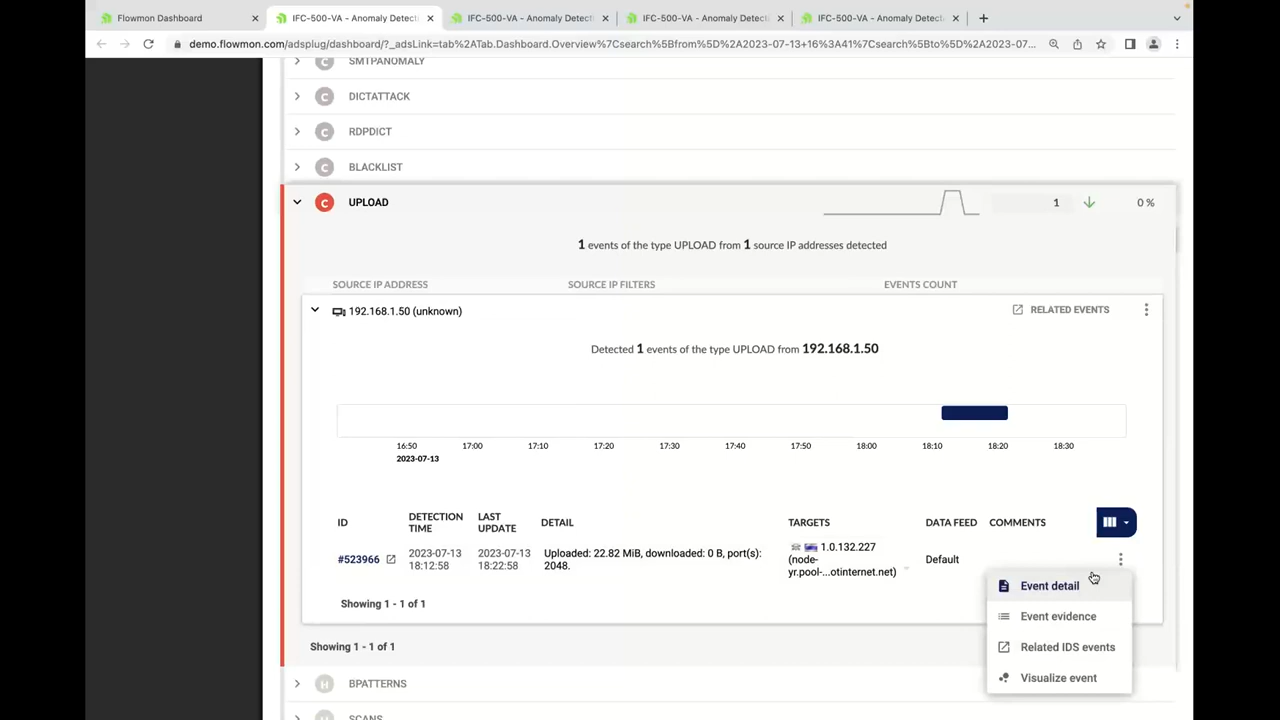 Flowmon Dashboard
IFC-500-VA - Anomaly Detecti
IFC-500-VA - Anomaly Detecti
IFC-500-VA - Anomaly Detecti
IFC-500-VA - Anomaly Detecti
demo.flowmon.com/adsplug/dashboard/?_adsLink=tab%2ATab.Dashboard.Overview%7Csearch%5Bfrom%5D%2A2023-07-13+16%3A41%7Csearch%5Bto%5D%2A2023-07...
C SMTPANOMALY
C DICTATTACK
C RDPDICT
C BLACKLIST
C UPLOAD 1 0 %
1 events of the type UPLOAD from 1 source IP addresses detected
SOURCE IP ADDRESS SOURCE IP FILTERS EVENTS COUNT
192.168.1.50 (unknown) RELATED EVENTS
Detected 1 events of the type UPLOAD from 192.168.1.50
16:50 17:00 17:10 17:20 17:30 17:40 17:50 18:00 18:10 18:20 18:30
2023-07-13
ID DETECTION TIME LAST UPDATE DETAIL TARGETS DATA FEED COMMENTS
#523966 2023-07-13 18:12:58 2023-07-13 18:22:58 Uploaded: 22.82 MiB, downloaded: 0 B, port(s): 2048. 1.0.132.227 (node-yr.pool-...otinternet.net) Default
Event detail
Event evidence
Related IDS events
Visualize event
Showing 1 - 1 of 1
Showing 1 - 1 of 1
H BPATTERNS
H SCANS